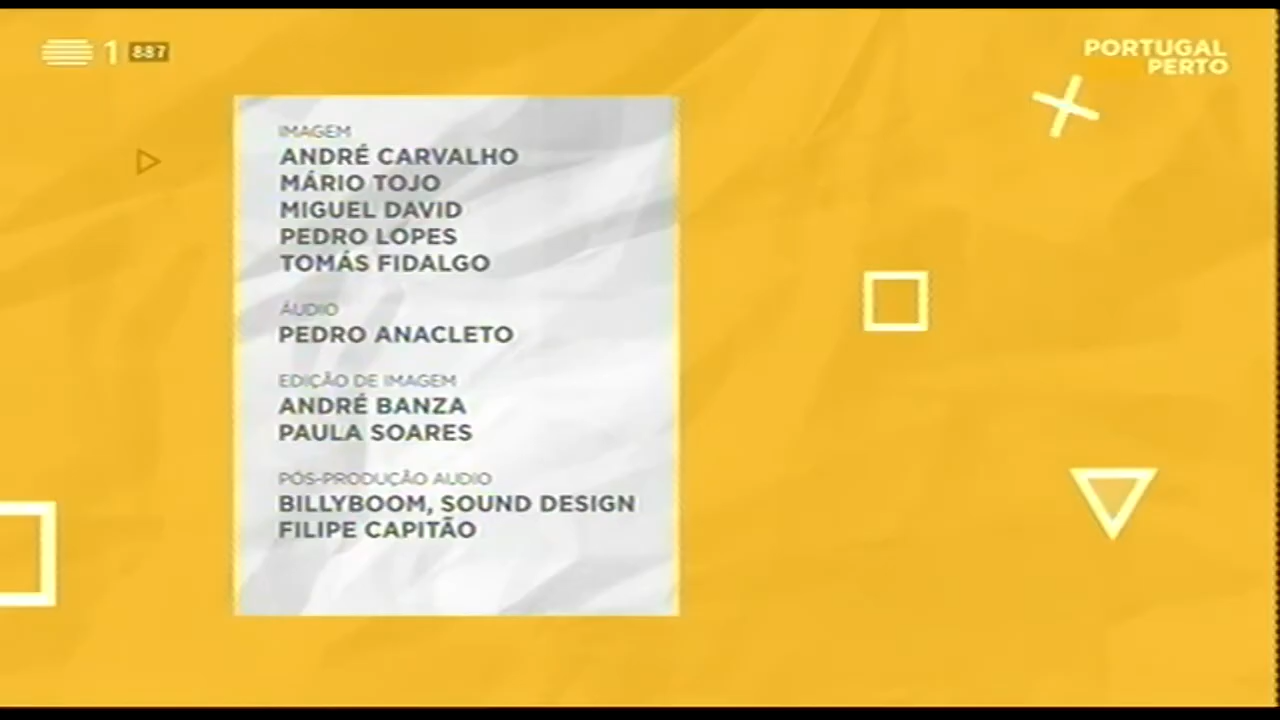 1 887
PORTUGAL
PERTO
IMAGEM
ANDRÉ CARVALHO
MÁRIO TOJO
MIGUEL DAVID
PEDRO LOPES
TOMÁS FIDALGO
ÁUDIO
PEDRO ANACLETO
EDIÇÃO DE IMAGEM
ANDRÉ BANZA
PAULA SOARES
PÓS-PRODUÇÃO AUDIO
BILLYBOOM, SOUND DESIGN
FILIPE CAPITÃO